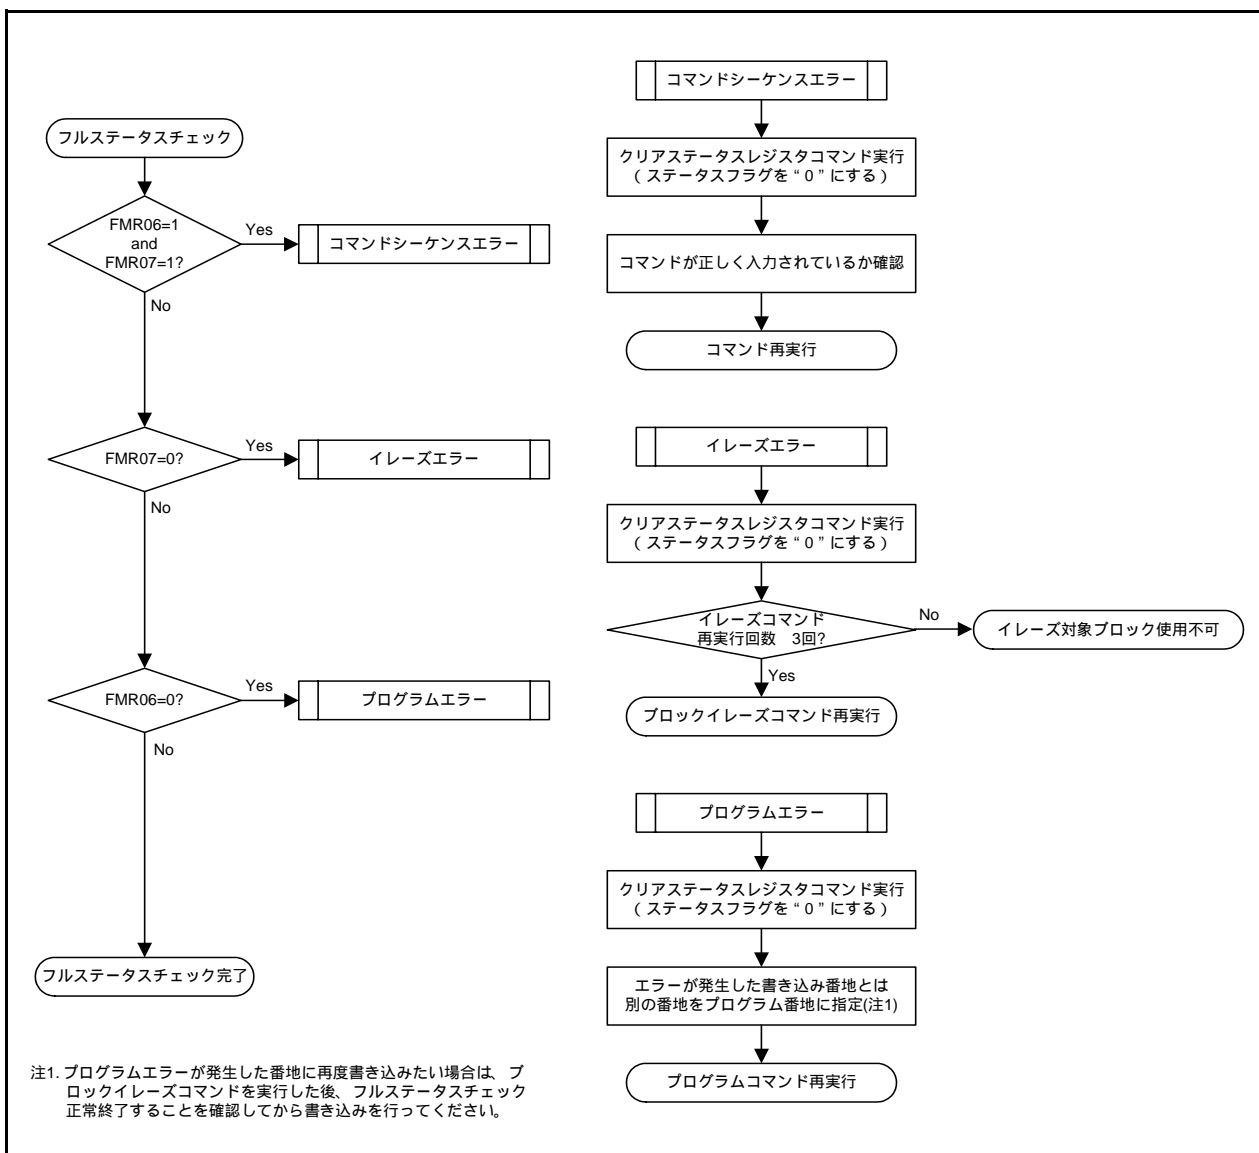 フルステータスチェック
FMR06=1
and
FMR07=1?
Yes
コマンドシーケンスエラー
No
FMR07=0?
Yes
イレーズエラー
No
FMR06=0?
Yes
プログラムエラー
No
フルステータスチェック完了
注1. プログラムエラーが発生した番地に再度書き込みたい場合は、ブ
ロックイレーズコマンドを実行した後、フルステータスチェック
正常終了することを確認してから書き込みを行ってください。
コマンドシーケンスエラー
クリアステータスレジスタコマンド実行
（ステータスフラグを“0”にする）
コマンドが正しく入力されているか確認
コマンド再実行
イレーズエラー
クリアステータスレジスタコマンド実行
（ステータスフラグを“0”にする）
イレーズコマンド
再実行回数　3回?
No
イレーズ対象ブロック使用不可
Yes
ブロックイレーズコマンド再実行
プログラムエラー
クリアステータスレジスタコマンド実行
（ステータスフラグを“0”にする）
エラーが発生した書き込み番地とは
別の番地をプログラム番地に指定(注1)
プログラムコマンド再実行